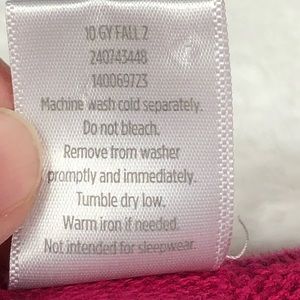 10 GY FALL 2
240743448
140069723
Machine wash cold separately.
Do not bleach.
Remove from washer
promptly and immediately.
Tumble dry low.
Warm iron if needed.
Not intended for sleepwear.